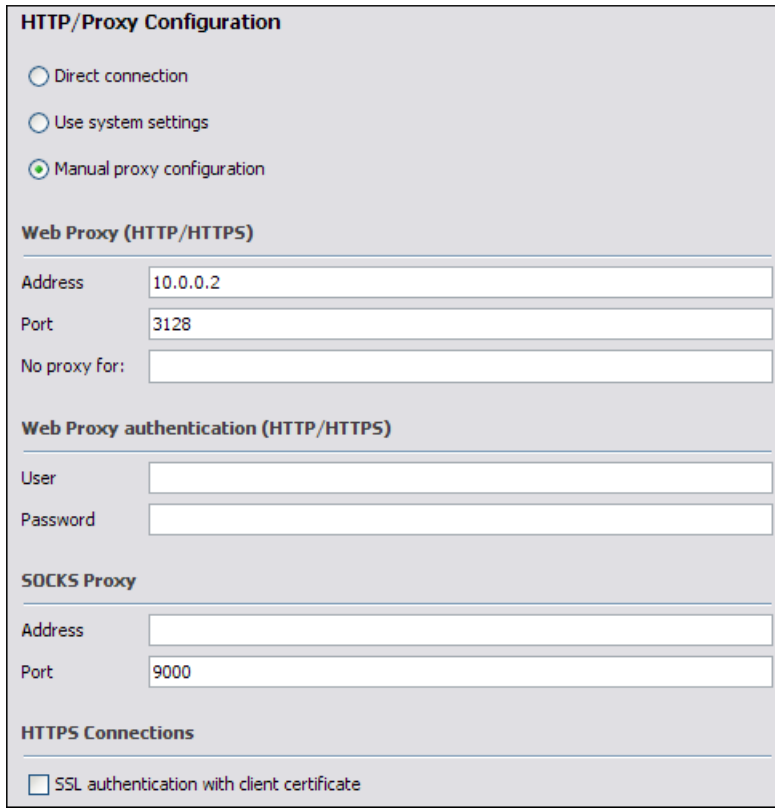 HTTP/Proxy Configuration
Direct connection
Use system settings
Manual proxy configuration
Web Proxy (HTTP/HTTPS)
Address 10.0.0.2
Port 3128
No proxy for:
Web Proxy authentication (HTTP/HTTPS)
User
Password
SOCKS Proxy
Address
Port 9000
HTTPS Connections
SSL authentication with client certificate